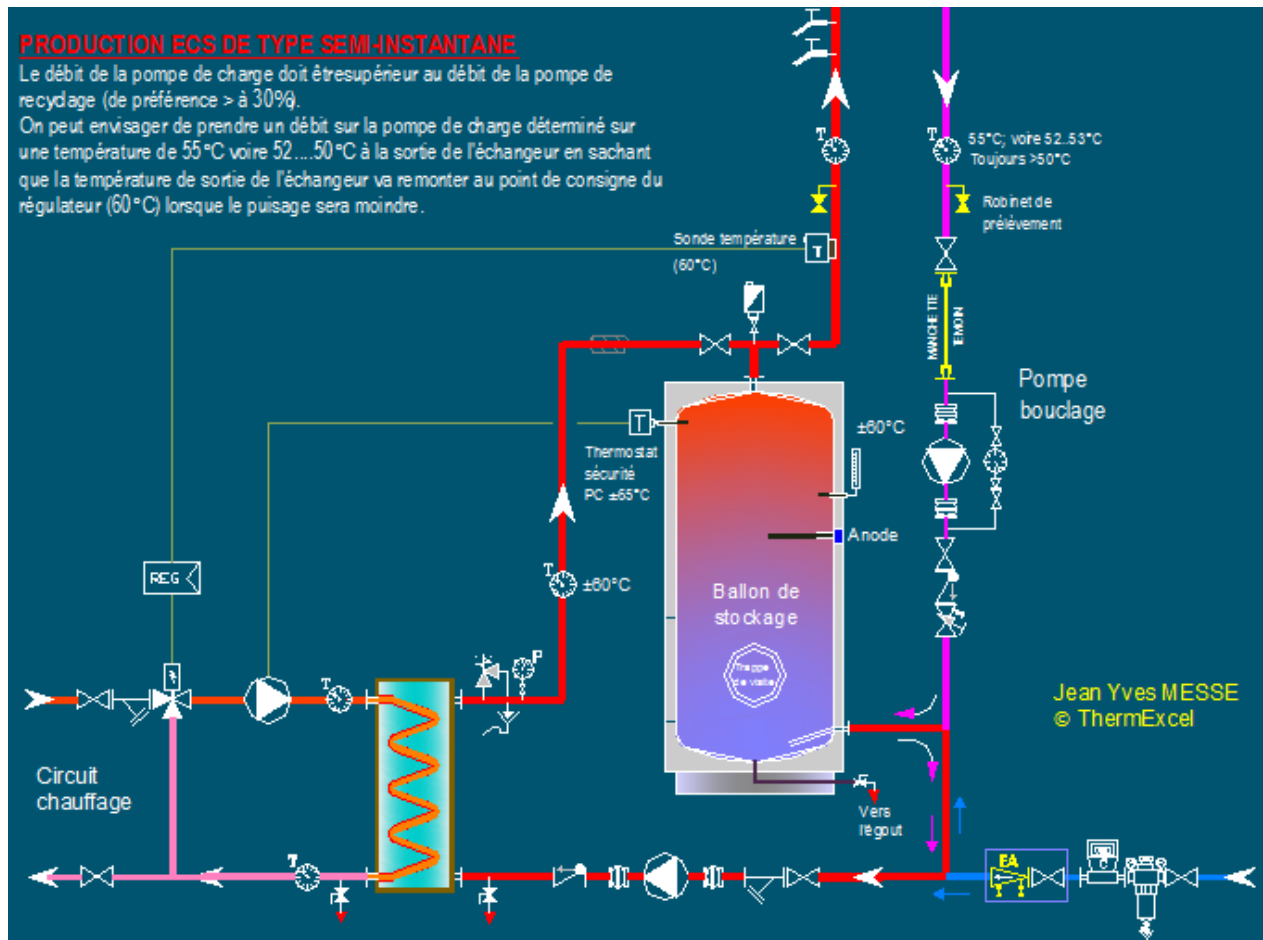 PRODUCTION ECS DE TYPE SEMI-INSTANTANE
Le débit de la pompe de charge doit êtresupérieur au débit de la pompe de
recyclage (de préférence > à 30%).
On peut envisager de prendre un débit sur la pompe de charge déterminé sur
une température de 55°C voire 52....50°C à la sortie de l'échangeur en sachant
que la température de sortie de l'échangeur va remonter au point de consigne du
régulateur (60°C) lorsque le puisage sera moindre.
T
T
55°C; voire 52..53°C
Toujours >50°C
Robinet de
prélèvement
Sonde température
(60°C)
T
MANCHETTE
TEMOIN
Pompe
bouclage
T
±60°C
Thermostat
sécurité
PC ±65°C
Anode
REG
T
±60°C
Ballon de
stockage
Trappe
de visite
P
T
Jean Yves MESSE
© ThermExcel
Circuit
chauffage
Vers
l'égout
T
EA